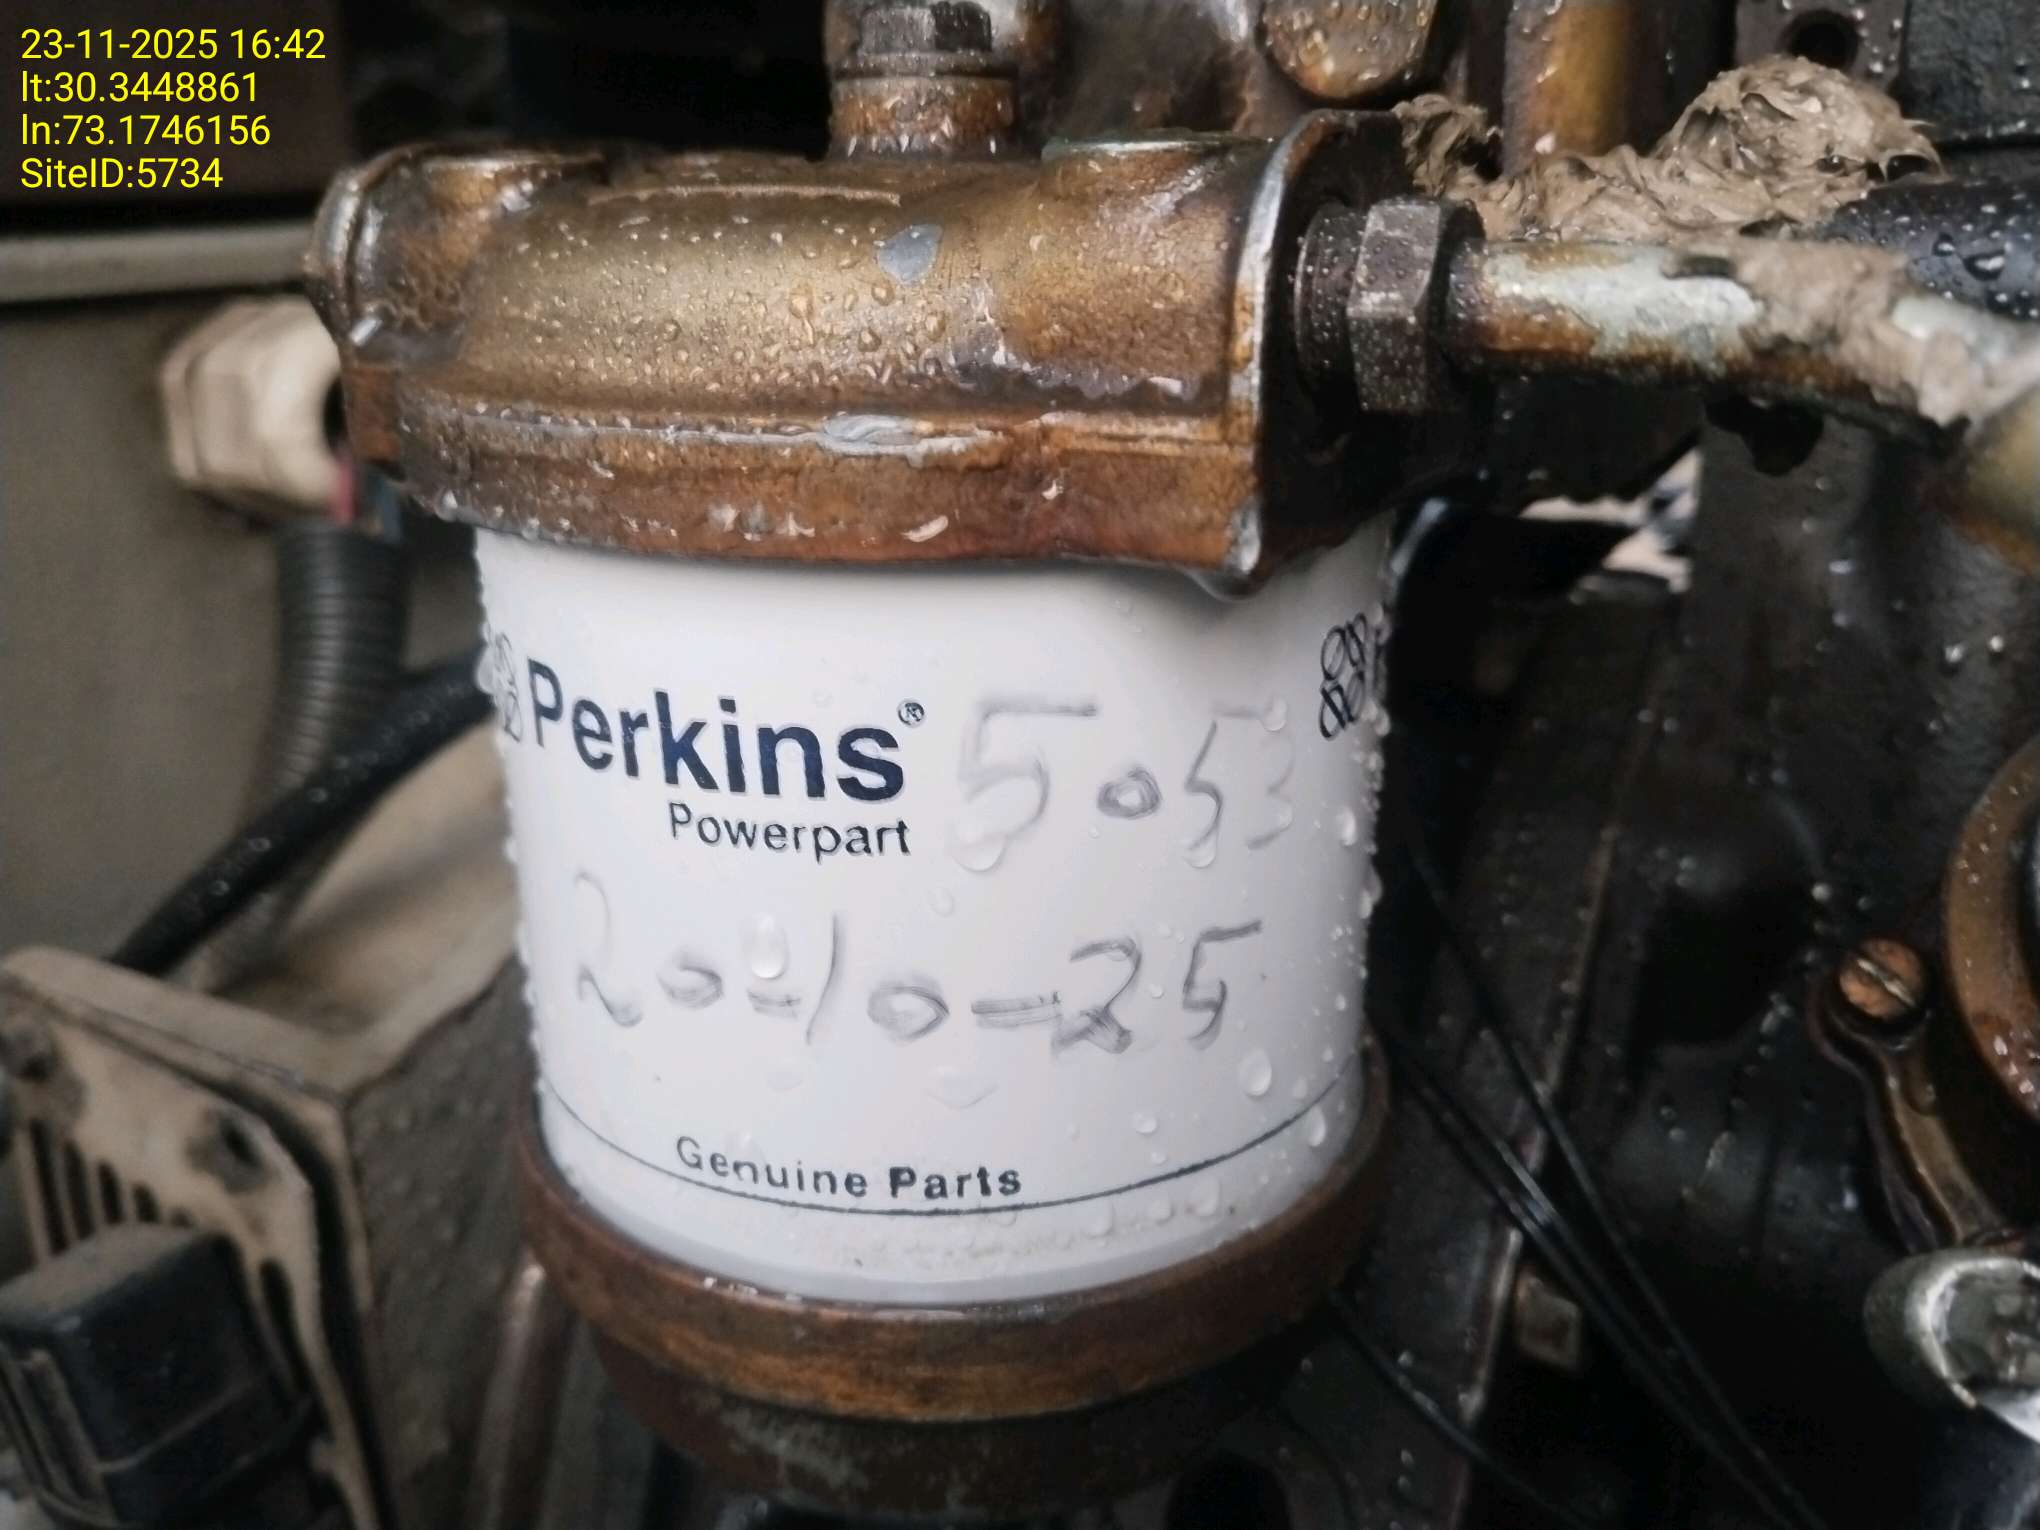 23-11-2025 16:42
lt:30.3448861
ln:73.1746156
SiteID:5734
Perkins® 5053
Powerpart
20-10-25
Genuine Parts